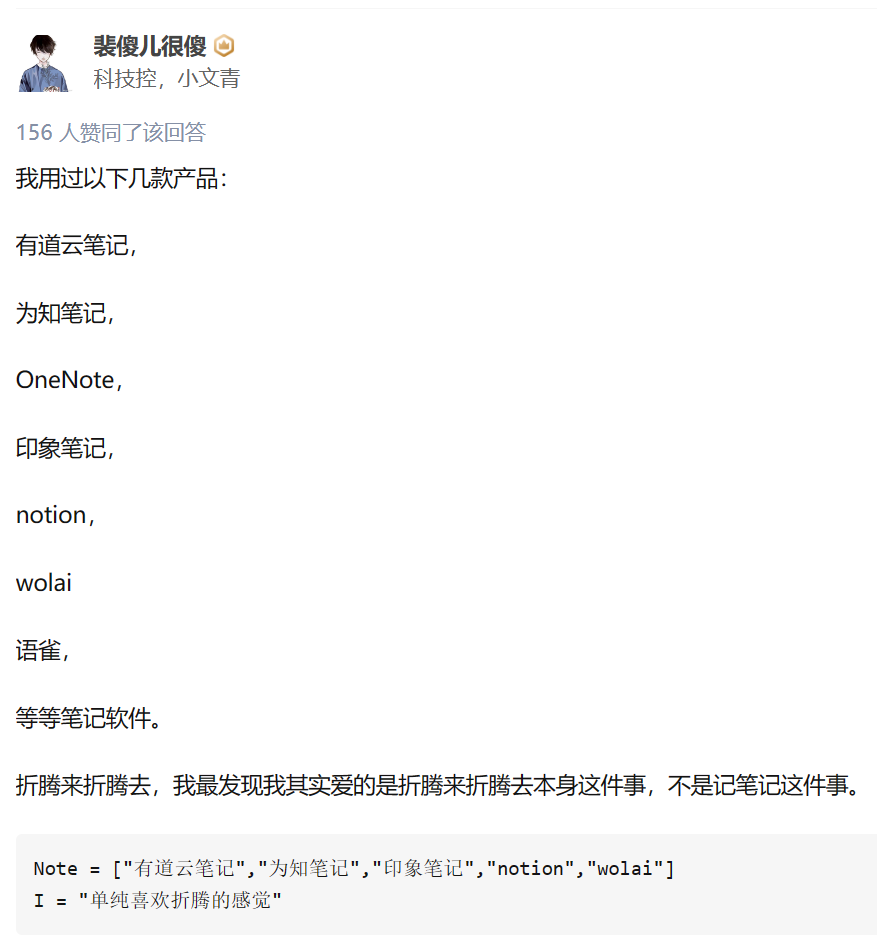 裴傻儿很傻
科技控，小文青
156 人赞同了该回答
我用过以下几款产品：
有道云笔记，
为知笔记，
OneNote，
印象笔记，
notion，
wolai
语雀，
等等笔记软件。
折腾来折腾去，我最发现我其实爱的是折腾来折腾去本身这件事，不是记笔记这件事。
Note = ["有道云笔记","为知笔记","印象笔记","notion","wolai"]
I = "单纯喜欢折腾的感觉"